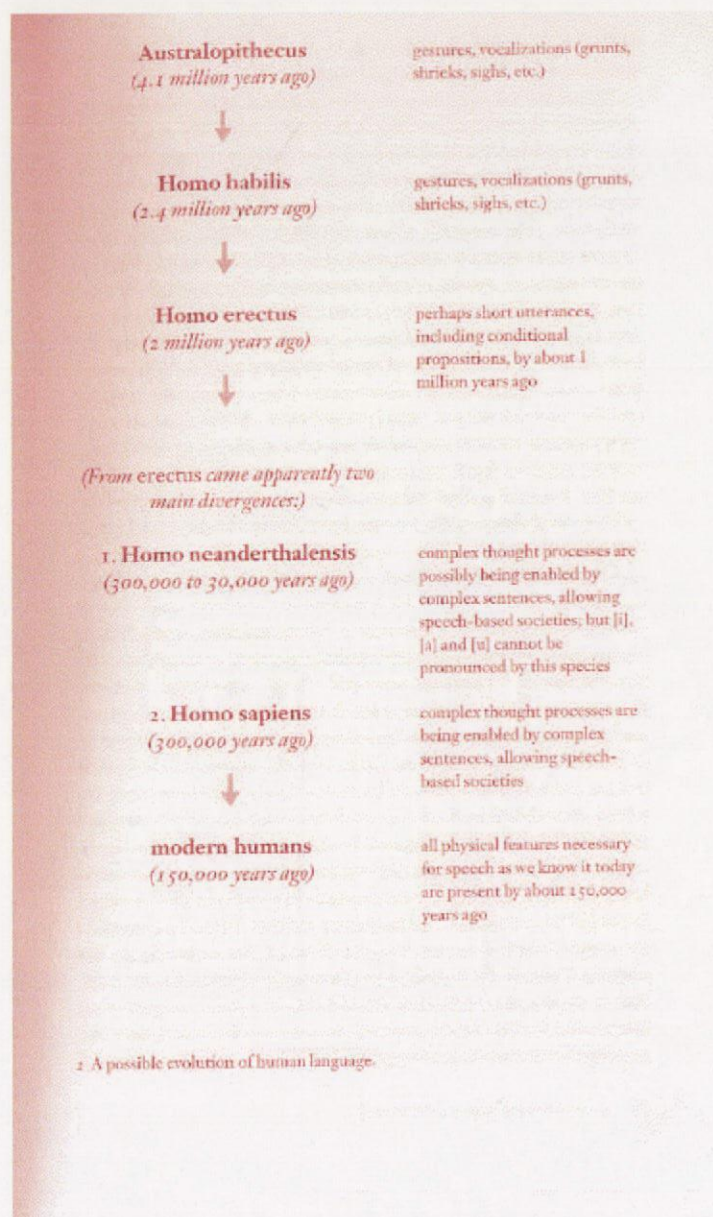 Australopithecus
(4.1 million years ago)
gestures, vocalizations (grunts,
shrieks, sighs, etc.)
Homo habilis
(2.4 million years ago)
gestures, vocalizations (grunts,
shrieks, sighs, etc.)
Homo erectus
(2 million years ago)
perhaps short utterances,
including conditional
propositions, by about 1
million years ago
(From erectus came apparently two
main divergences:)
1. Homo neanderthalensis
(300,000 to 30,000 years ago)
complex thought processes are
possibly being enabled by
complex sentences, allowing
speech-based societies; but [i],
[a] and [u] cannot be
pronounced by this species
2. Homo sapiens
(300,000 years ago)
complex thought processes are
being enabled by complex
sentences, allowing speech-
based societies
modern humans
(150,000 years ago)
all physical features necessary
for speech as we know it today
are present by about 150,000
years ago
2 A possible evolution of human language.